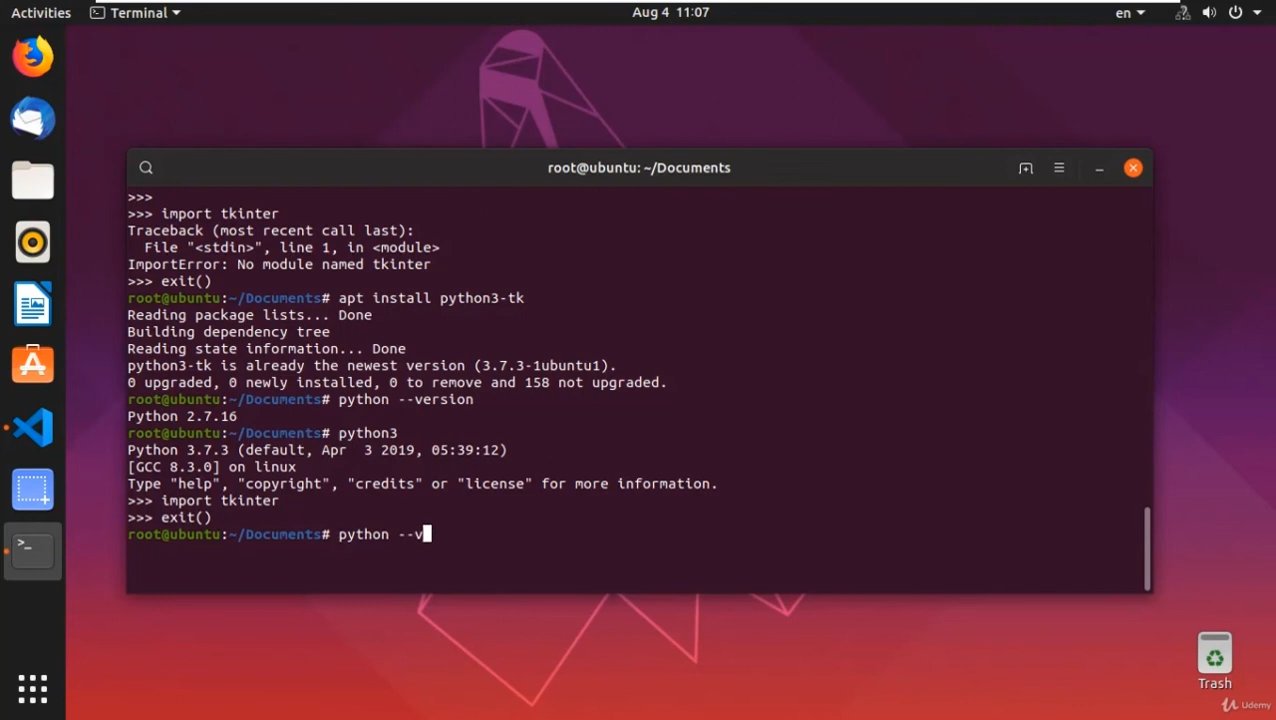 Activities Terminal Aug 4 11:07 en
root@ubuntu: ~/Documents
>>>
>>> import tkinter
Traceback (most recent call last):
  File "<stdin>", line 1, in <module>
ImportError: No module named tkinter
>>> exit()
root@ubuntu:~/Documents# apt install python3-tk
Reading package lists... Done
Building dependency tree
Reading state information... Done
python3-tk is already the newest version (3.7.3-1ubuntu1).
0 upgraded, 0 newly installed, 0 to remove and 158 not upgraded.
root@ubuntu:~/Documents# python --version
Python 2.7.16
root@ubuntu:~/Documents# python3
Python 3.7.3 (default, Apr  3 2019, 05:39:12)
[GCC 8.3.0] on linux
Type "help", "copyright", "credits" or "license" for more information.
>>> import tkinter
>>> exit()
root@ubuntu:~/Documents# python --v
Trash
Udemy